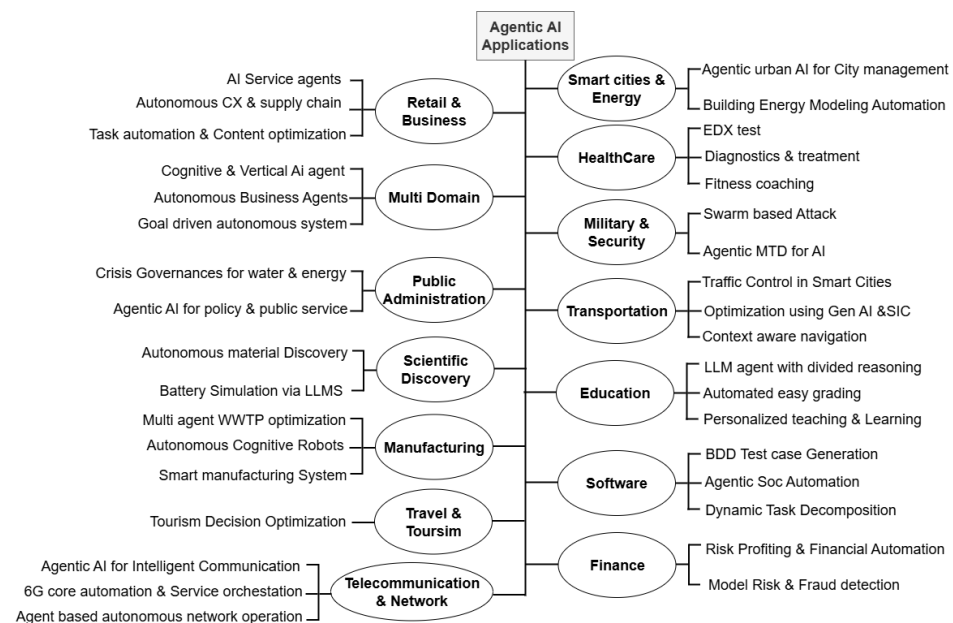 Agentic AI
Applications
AI Service agents
Autonomous CX & supply chain
Task automation & Content optimization
Retail &
Business
Cognitive & Vertical Ai agent
Autonomous Business Agents
Goal driven autonomous system
Multi Domain
Crisis Governances for water & energy
Agentic AI for policy & public service
Public
Administration
Autonomous material Discovery
Battery Simulation via LLMS
Scientific
Discovery
Multi agent WWTP optimization
Autonomous Cognitive Robots
Smart manufacturing System
Manufacturing
Tourism Decision Optimization
Travel &
Toursim
Agentic AI for Intelligent Communication
6G core automation & Service orchestation
Agent based autonomous network operation
Telecommunication
& Network
Smart cities &
Energy
Agentic urban AI for City management
Building Energy Modeling Automation
HealthCare
EDX test
Diagnostics & treatment
Fitness coaching
Military &
Security
Swarm based Attack
Agentic MTD for AI
Transportation
Traffic Control in Smart Cities
Optimization using Gen AI &SIC
Context aware navigation
Education
LLM agent with divided reasoning
Automated easy grading
Personalized teaching & Learning
Software
BDD Test case Generation
Agentic Soc Automation
Dynamic Task Decomposition
Finance
Risk Profiting & Financial Automation
Model Risk & Fraud detection